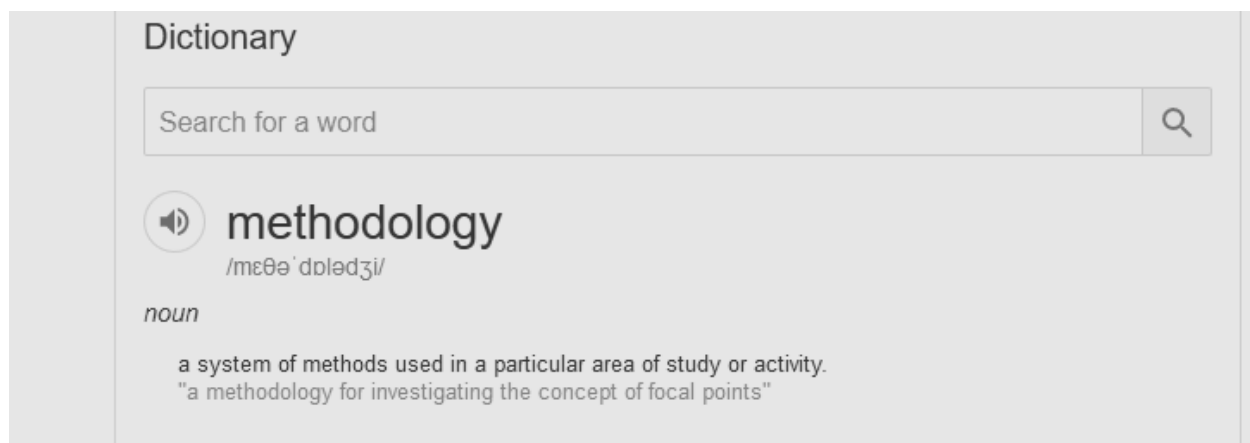 Dictionary
Search for a word
methodology
/mɛθəˈdɒlədʒi/
noun
a system of methods used in a particular area of study or activity.
"a methodology for investigating the concept of focal points"